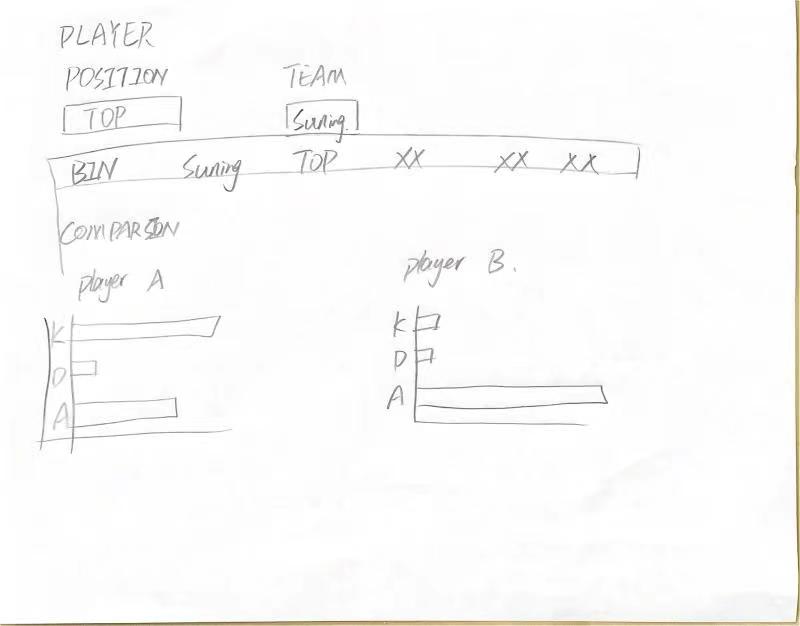 PLAYER
POSITION TEAM
TOP Suning.
BIN Suning TOP XX XX XX
COMPARSION
player A player B.
K K
D D
A A